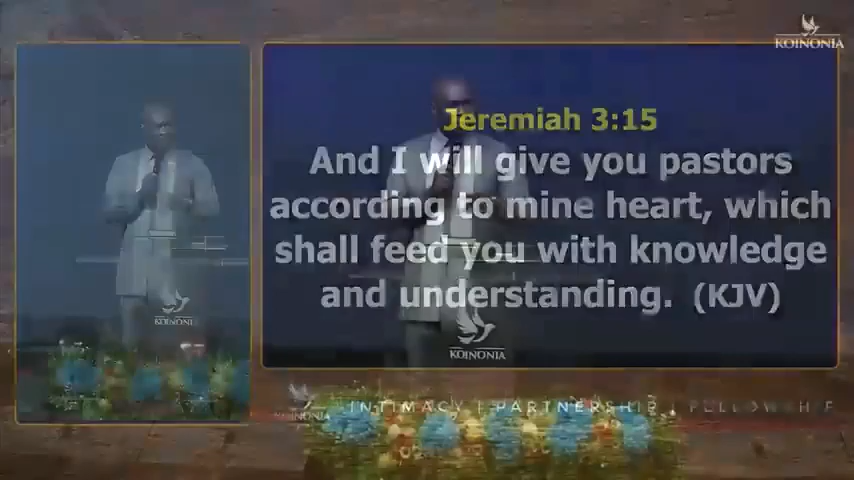 KOINONIA
Jeremiah 3:15
And I will give you pastors
according to mine heart, which
shall feed you with knowledge
and understanding. (KJV)
KOINONIA
KOINONIA
KOINONIA
INTIMACY | PARTNERSHIP | FELLOWSHIP